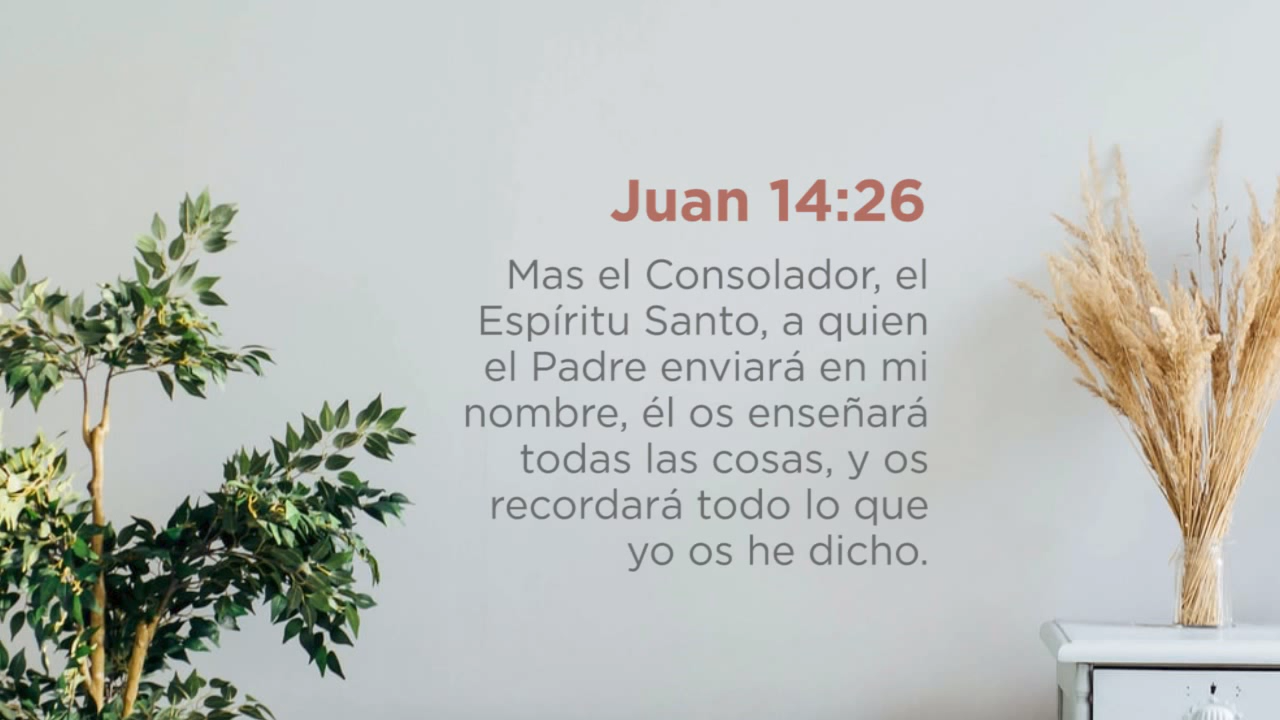 Juan 14:26
Mas el Consolador, el
Espíritu Santo, a quien
el Padre enviará en mi
nombre, él os enseñará
todas las cosas, y os
recordará todo lo que
yo os he dicho.